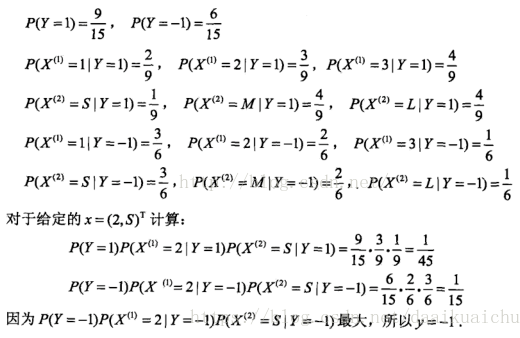 P(Y=1)=9/15, P(Y=-1)=6/15
P(X⁽¹⁾=1|Y=1)=2/9, P(X⁽¹⁾=2|Y=1)=3/9, P(X⁽¹⁾=3|Y=1)=4/9
P(X⁽²⁾=S|Y=1)=1/9, P(X⁽²⁾=M|Y=1)=4/9, P(X⁽²⁾=L|Y=1)=4/9
P(X⁽¹⁾=1|Y=-1)=3/6, P(X⁽¹⁾=2|Y=-1)=2/6, P(X⁽¹⁾=3|Y=-1)=1/6
P(X⁽²⁾=S|Y=-1)=3/6, P(X⁽²⁾=M|Y=-1)=2/6, P(X⁽²⁾=L|Y=-1)=1/6
对于给定的 x=(2,S)ᵀ 计算:
P(Y=1)P(X⁽¹⁾=2|Y=1)P(X⁽²⁾=S|Y=1)=9/15·3/9·1/9=1/45
P(Y=-1)P(X⁽¹⁾=2|Y=-1)P(X⁽²⁾=S|Y=-1)=6/15·2/6·3/6=1/15
因为 P(Y=-1)P(X⁽¹⁾=2|Y=-1)P(X⁽²⁾=S|Y=-1) 最大, 所以 y=-1.